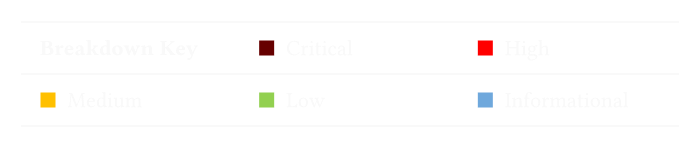 Breakdown Key Critical High
Medium Low Informational